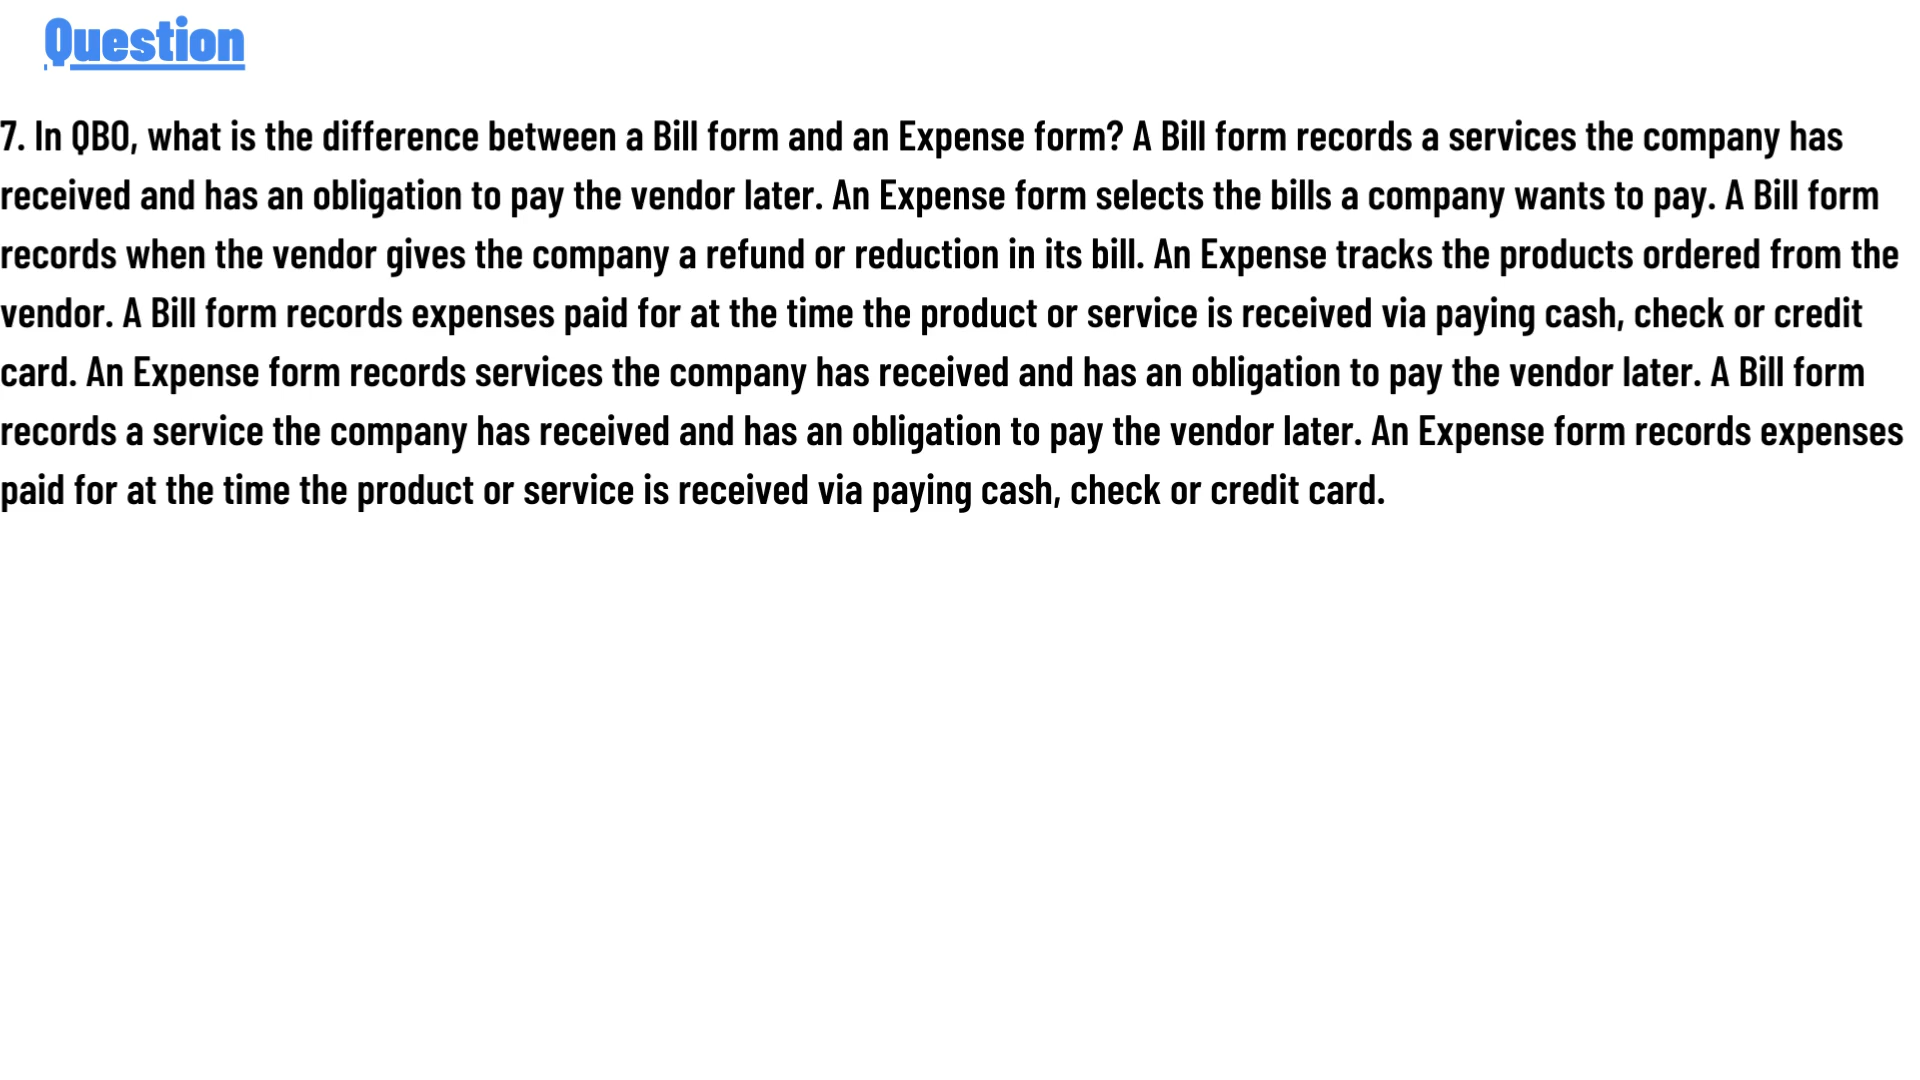 Question
7. In QBO, what is the difference between a Bill form and an Expense form? A Bill form records a services the company has
received and has an obligation to pay the vendor later. An Expense form selects the bills a company wants to pay. A Bill form
records when the vendor gives the company a refund or reduction in its bill. An Expense tracks the products ordered from the
vendor. A Bill form records expenses paid for at the time the product or service is received via paying cash, check or credit
card. An Expense form records services the company has received and has an obligation to pay the vendor later. A Bill form
records a service the company has received and has an obligation to pay the vendor later. An Expense form records expenses
paid for at the time the product or service is received via paying cash, check or credit card.